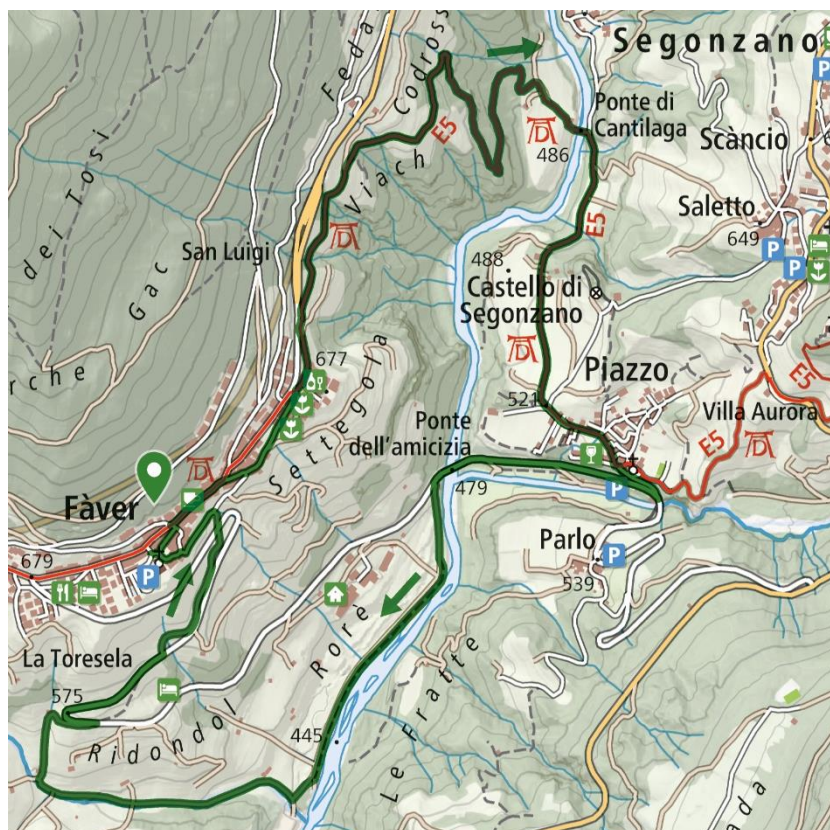 Segonzano
P
Codross
Feda
Ponte di
Cantilaga
E5
486
Scàncio
dei Tosi
Viach
Saletto
649
P
P
E5
San Luigi
Gac
488
Castello di
Segonzano
rche
677
Piazzo
E5
521
Villa Aurora
Settegola
Ponte
dell'amicizia
E5
479
P
Fàver
Parlo
P
539
679
P
Rorè
La Toresela
575
Ridondol
445
Le Fratte
ada